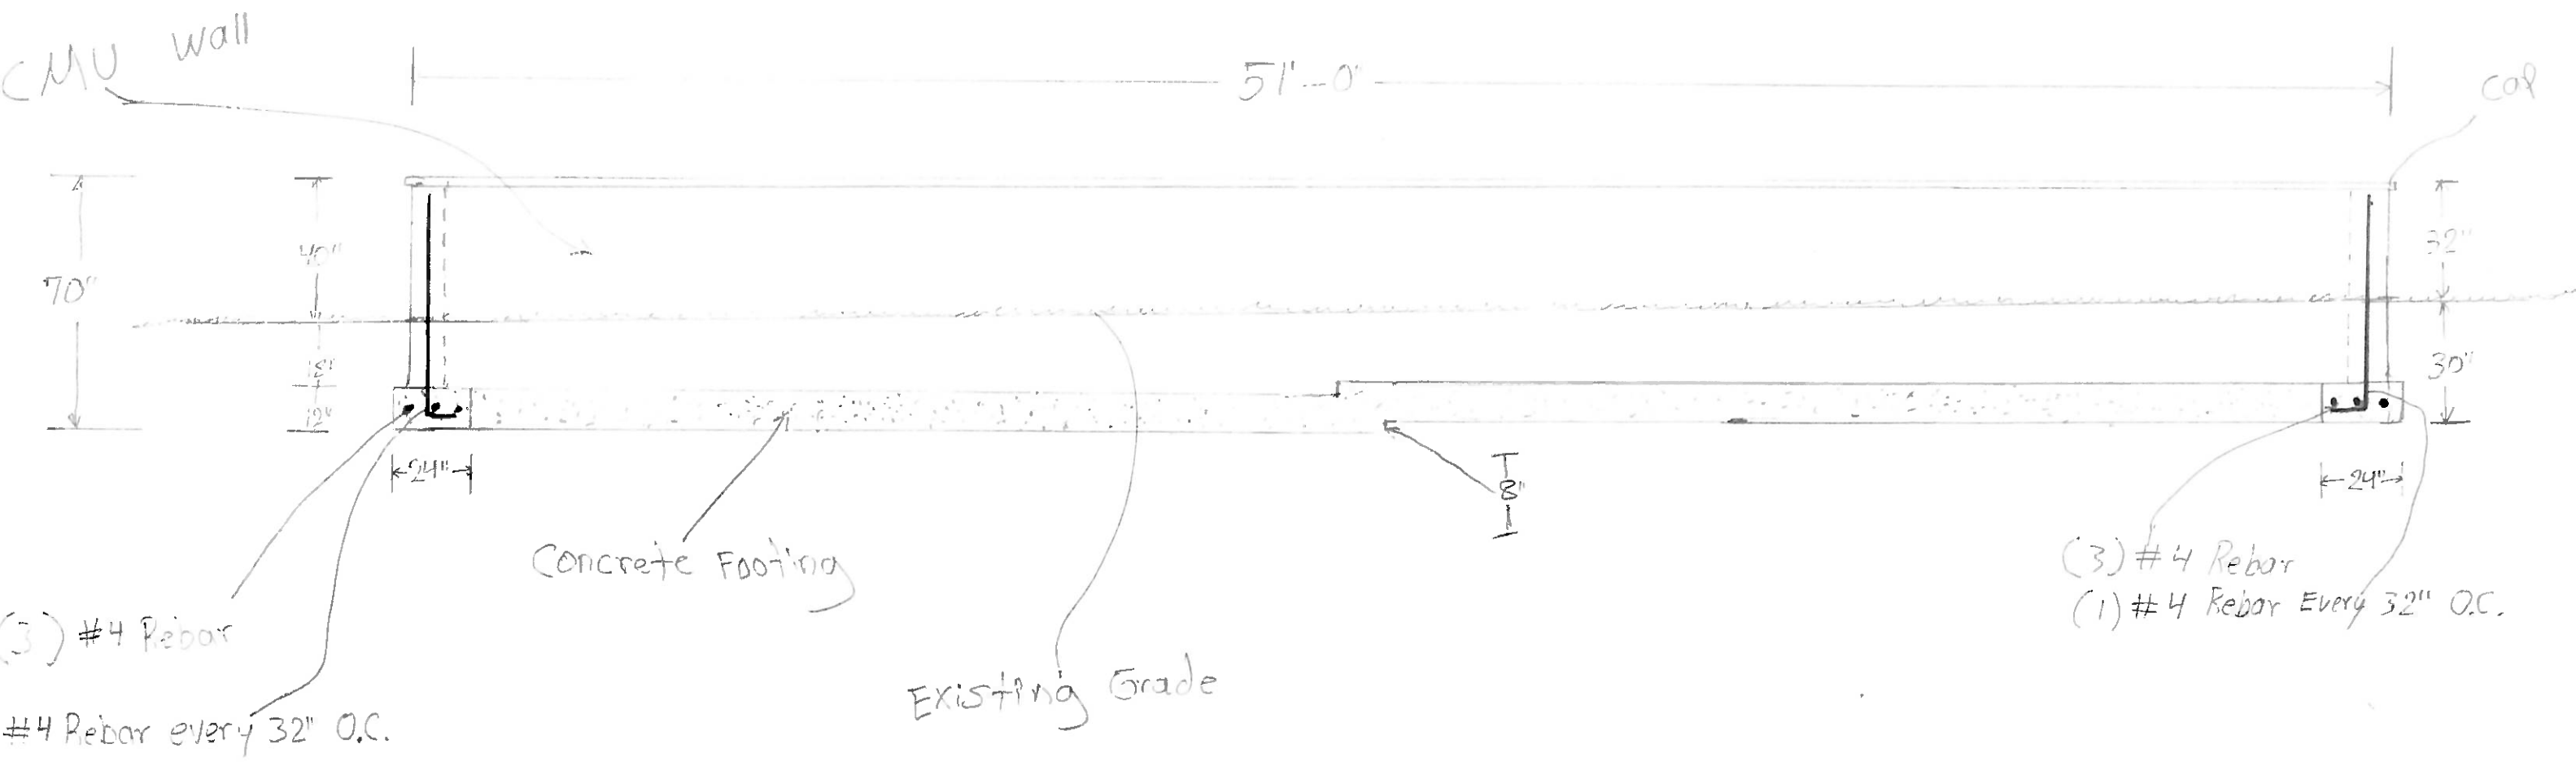 CMU Wall
51'-0"
Cap
40"
70"
32"
18"
30"
12"
24"
8"
24"
Concrete Footing
(3) #4 Rebar
(1) #4 Rebar Every 32" O.C.
(3) #4 Rebar
Existing Grade
#4 Rebar every 32" O.C.